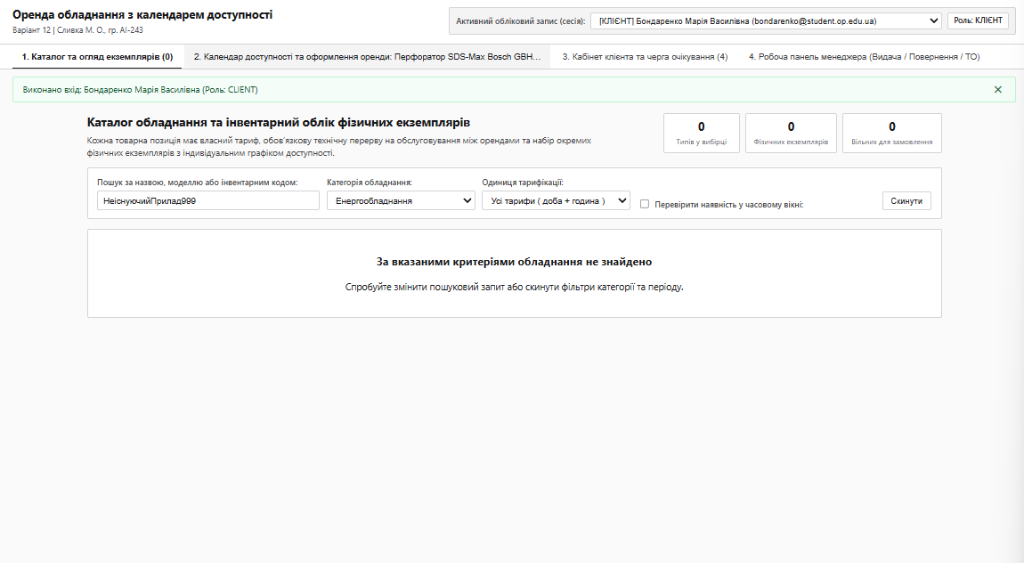 Оренда обладнання з календарем доступності
Варіант 12 | Сливка М. О., гр. АІ-243
Активний обліковий запис (сесія):
[КЛІЄНТ] Бондаренко Марія Василівна (bondarenko@student.op.edu.ua)
Роль: КЛІЄНТ
1. Каталог та огляд екземплярів (0)
2. Календар доступності та оформлення оренди: Перфоратор SDS-Max Bosch GBH...
3. Кабінет клієнта та черга очікування (4)
4. Робоча панель менеджера (Видача / Повернення / ТО)
Виконано вхід: Бондаренко Марія Василівна (Роль: CLIENT)
✕
Каталог обладнання та інвентарний облік фізичних екземплярів
Кожна товарна позиція має власний тариф, обов'язкову технічну перерву на обслуговування між орендами та набір окремих
фізичних екземплярів з індивідуальним графіком доступності.
0
Типів у вибірці
0
Фізичних екземплярів
0
Вільних для замовлення
Пошук за назвою, моделлю або інвентарним кодом:
НеіснуючийПрилад999
Категорія обладнання:
Енергообладнання
Одиниця тарифікації:
Усі тарифи ( доба + година )
Перевірити наявність у часовому вікні:
Скинути
За вказаними критеріями обладнання не знайдено
Спробуйте змінити пошуковий запит або скинути фільтри категорії та періоду.